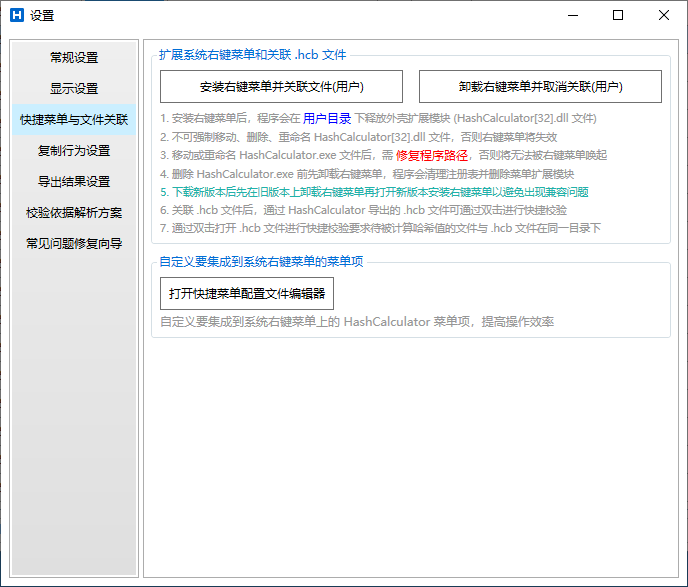 H 设置
常规设置
显示设置
快捷菜单与文件关联
复制行为设置
导出结果设置
校验依据解析方案
常见问题修复向导
扩展系统右键菜单和关联 .hcb 文件
安装右键菜单并关联文件(用户)
卸载右键菜单并取消关联(用户)
1. 安装右键菜单后，程序会在 用户目录 下释放外壳扩展模块 (HashCalculator[32].dll 文件)
2. 不可强制移动、删除、重命名 HashCalculator[32].dll 文件，否则右键菜单将失效
3. 移动或重命名 HashCalculator.exe 文件后，需 修复程序路径，否则将无法被右键菜单唤起
4. 删除 HashCalculator.exe 前先卸载右键菜单，程序会清理注册表并删除菜单扩展模块
5. 下载新版本后先在旧版本上卸载右键菜单再打开新版本安装右键菜单以避免出现兼容问题
6. 关联 .hcb 文件后，通过 HashCalculator 导出的 .hcb 文件可通过双击进行快捷校验
7. 通过双击打开 .hcb 文件进行快捷校验要求待被计算哈希值的文件与 .hcb 文件在同一目录下
自定义要集成到系统右键菜单的菜单项
打开快捷菜单配置文件编辑器
自定义要集成到系统右键菜单上的 HashCalculator 菜单项，提高操作效率